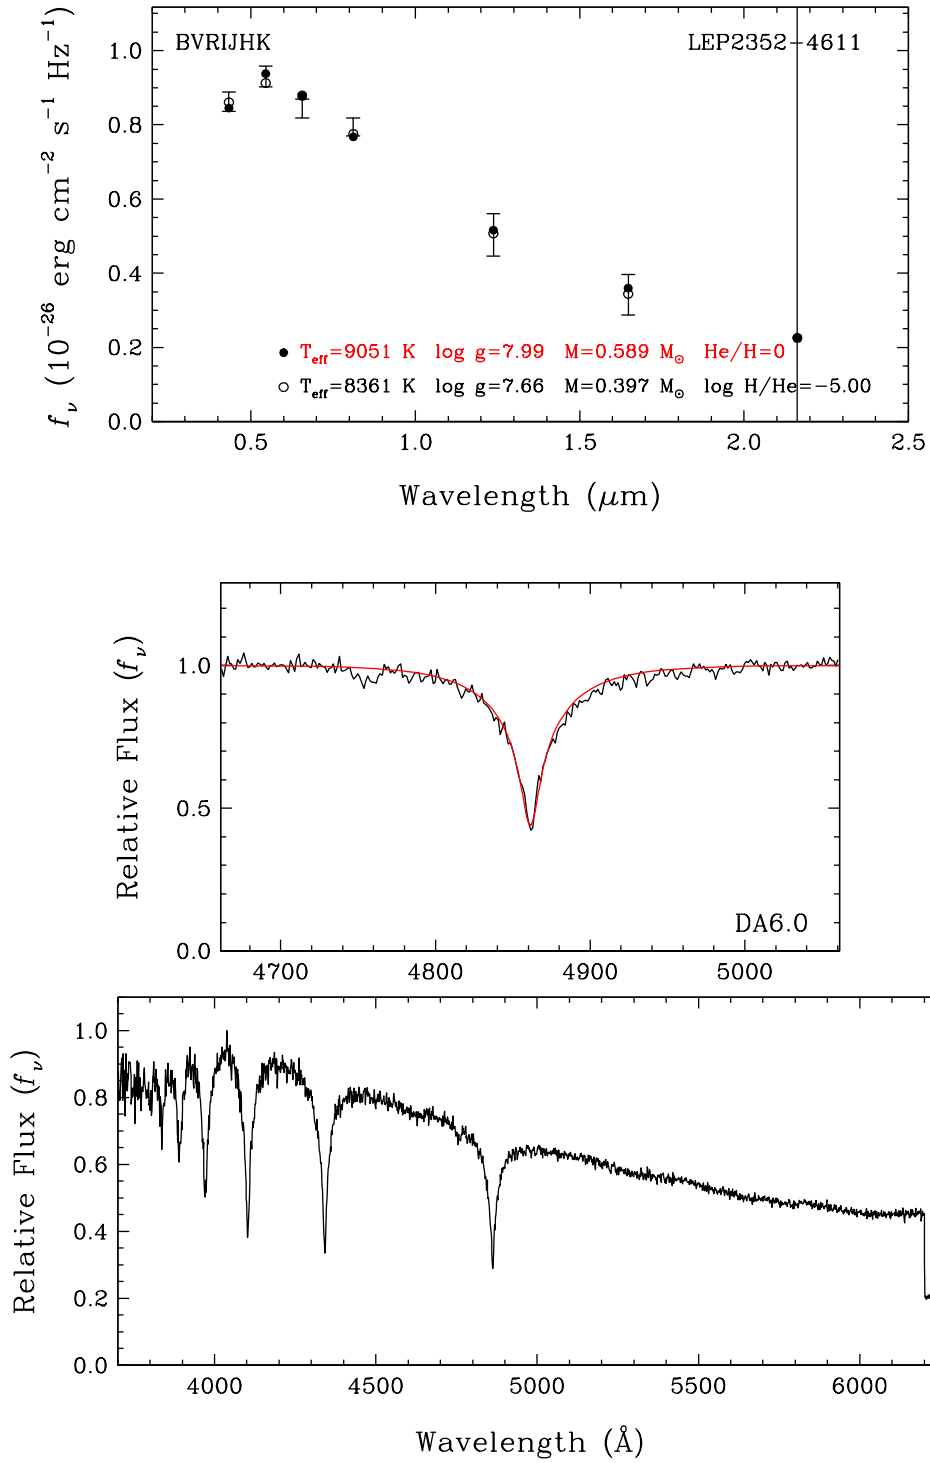 BVRIJHK
LEP2352−4611
1.0
0.8
0.6
0.4
0.2
0.0
f_ν (10^−26 erg cm^−2 s^−1 Hz^−1)
T_eff=9051 K log g=7.99 M=0.589 M_⊙ He/H=0
T_eff=8361 K log g=7.66 M=0.397 M_⊙ log H/He=−5.00
0.5 1.0 1.5 2.0 2.5
Wavelength (μm)
1.0
0.5
0.0
Relative Flux (f_ν)
DA6.0
4700 4800 4900 5000
1.0
0.8
0.6
0.4
0.2
0.0
Relative Flux (f_ν)
4000 4500 5000 5500 6000
Wavelength (Å)